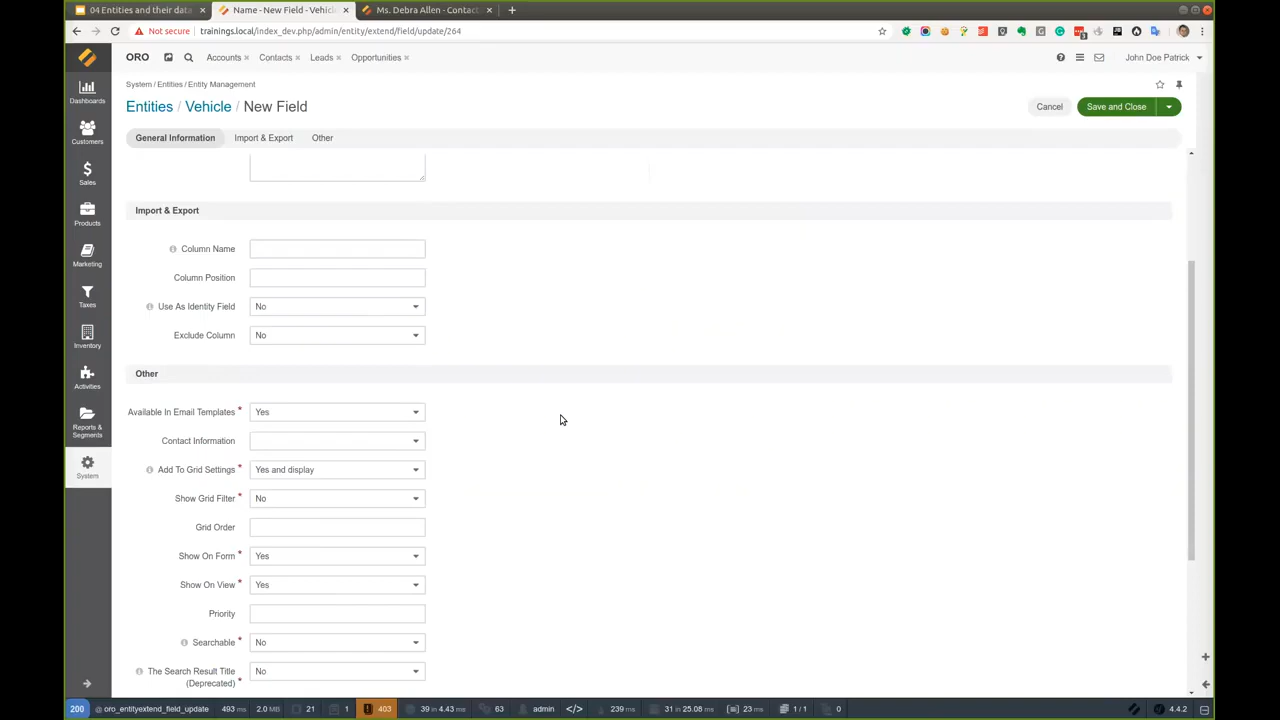 04 Entities and their data
Name - New Field - Vehicl
Ms. Debra Allen - Contact
Not secure
trainings.local/index_dev.php/admin/entity/extend/field/update/264
ORO
Accounts
Contacts
Leads
Opportunities
John Doe Patrick
System / Entities / Entity Management
Entities / Vehicle / New Field
Cancel
Save and Close
General Information
Import & Export
Other
Dashboards
Customers
Sales
Products
Marketing
Taxes
Inventory
Activities
Reports & Segments
System
Import & Export
Column Name
Column Position
Use As Identity Field No
Exclude Column No
Other
Available In Email Templates * Yes
Contact Information
Add To Grid Settings * Yes and display
Show Grid Filter * No
Grid Order
Show On Form * Yes
Show On View * Yes
Priority
Searchable * No
The Search Result Title No
(Deprecated) *
200 @ oro_entityextend_field_update 493 ms 2.0 MB 21 1 403 39 in 4.43 ms 63 admin </> 239 ms 31 in 25.08 ms 23 ms 1 / 1 0 4.4.2